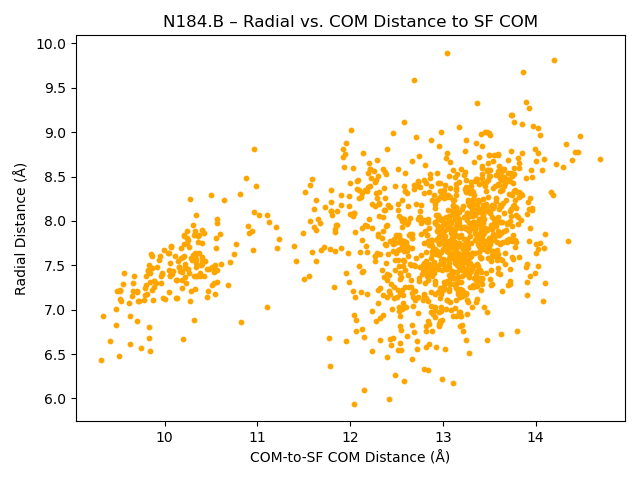 N184.B – Radial vs. COM Distance to SF COM
Radial Distance (Å)
10.0
9.5
9.0
8.5
8.0
7.5
7.0
6.5
6.0
10 11 12 13 14
COM-to-SF COM Distance (Å)